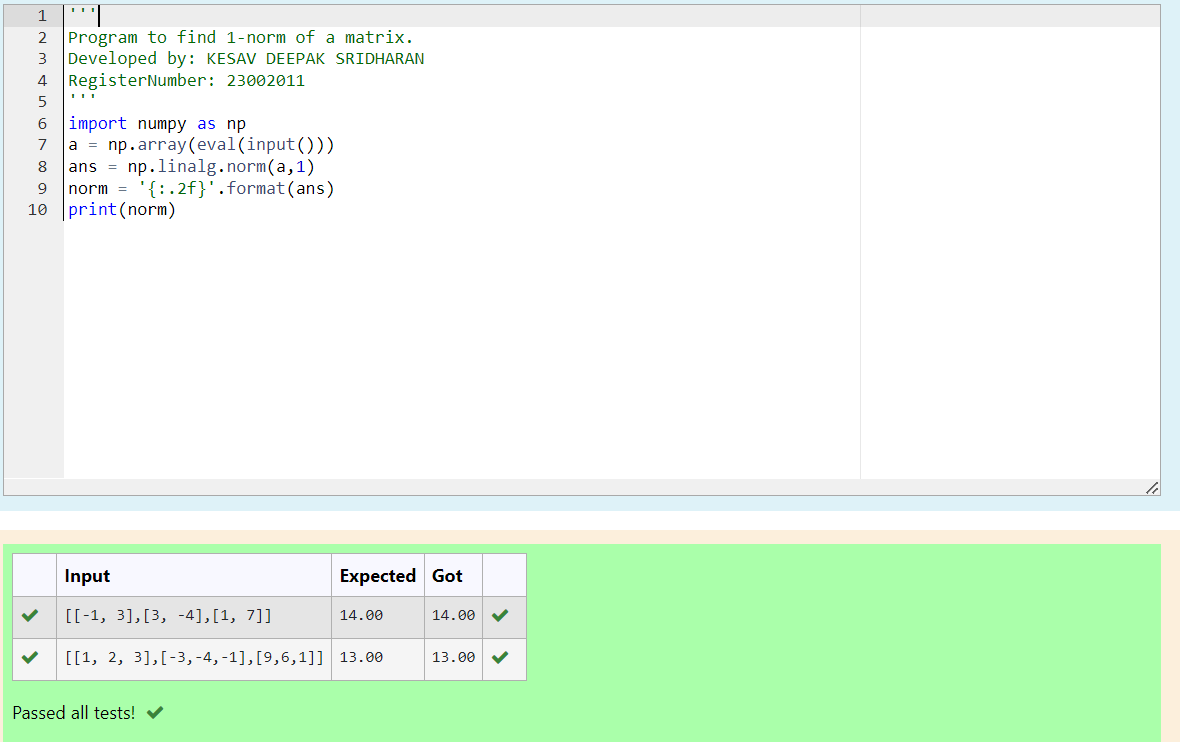 1 '''
2 Program to find 1-norm of a matrix.
3 Developed by: KESAV DEEPAK SRIDHARAN
4 RegisterNumber: 23002011
5 '''
6 import numpy as np
7 a = np.array(eval(input()))
8 ans = np.linalg.norm(a,1)
9 norm = '{:.2f}'.format(ans)
10 print(norm)
Input Expected Got
[[-1, 3],[3, -4],[1, 7]] 14.00 14.00
[[1, 2, 3],[-3,-4,-1],[9,6,1]] 13.00 13.00
Passed all tests!